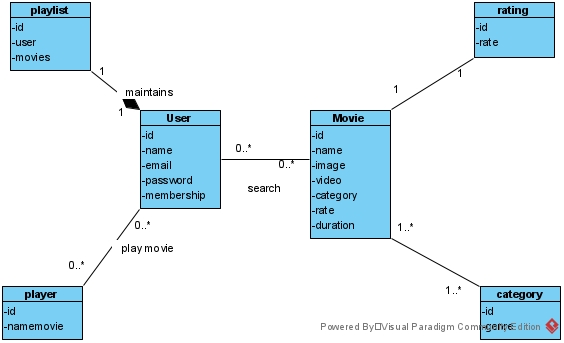 playlist
-id
-user
-movies
1
maintains
1
rating
-id
-rate
1
1
User
-id
-name
-email
-password
-membership
0..*
0..*
search
Movie
-id
-name
-image
-video
-category
-rate
-duration
0..*
play movie
0..*
1..*
1..*
player
-id
-namemovie
category
-id
-genre
Powered By□Visual Paradigm Community Edition